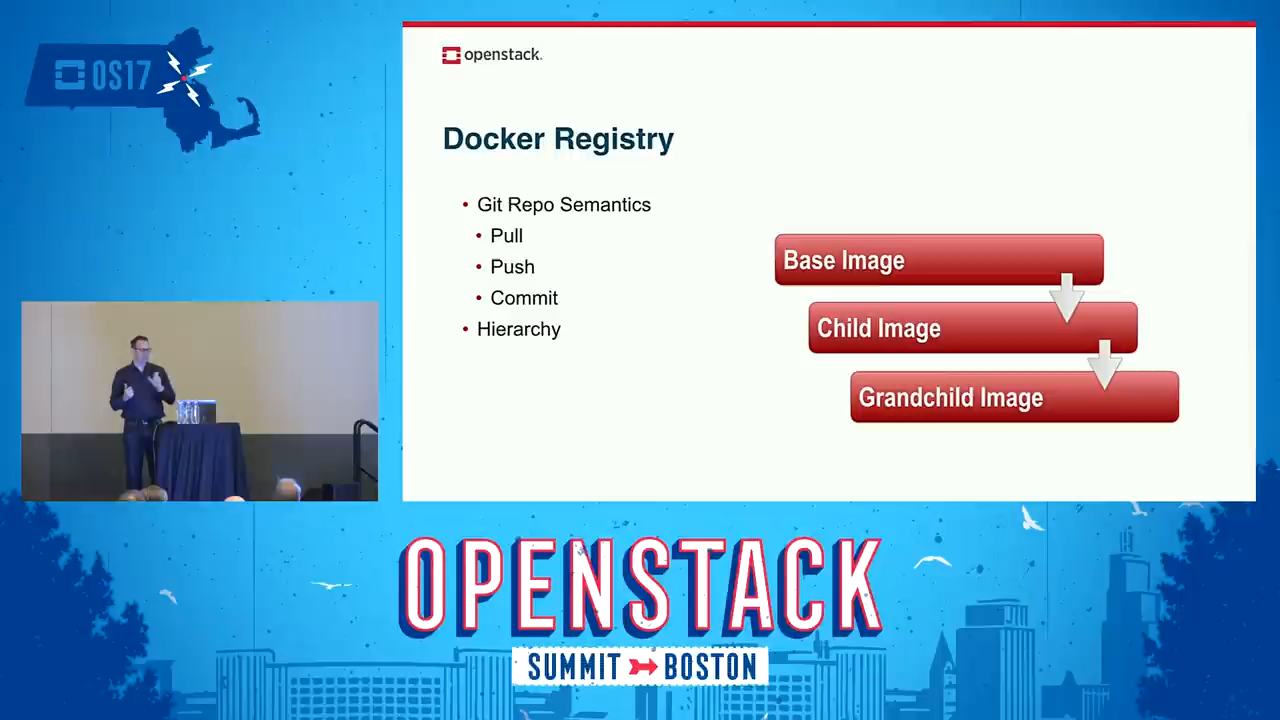 OS17
openstack.
Docker Registry
• Git Repo Semantics
• Pull
• Push
• Commit
• Hierarchy
Base Image
Child Image
Grandchild Image
OPENSTACK
SUMMIT BOSTON